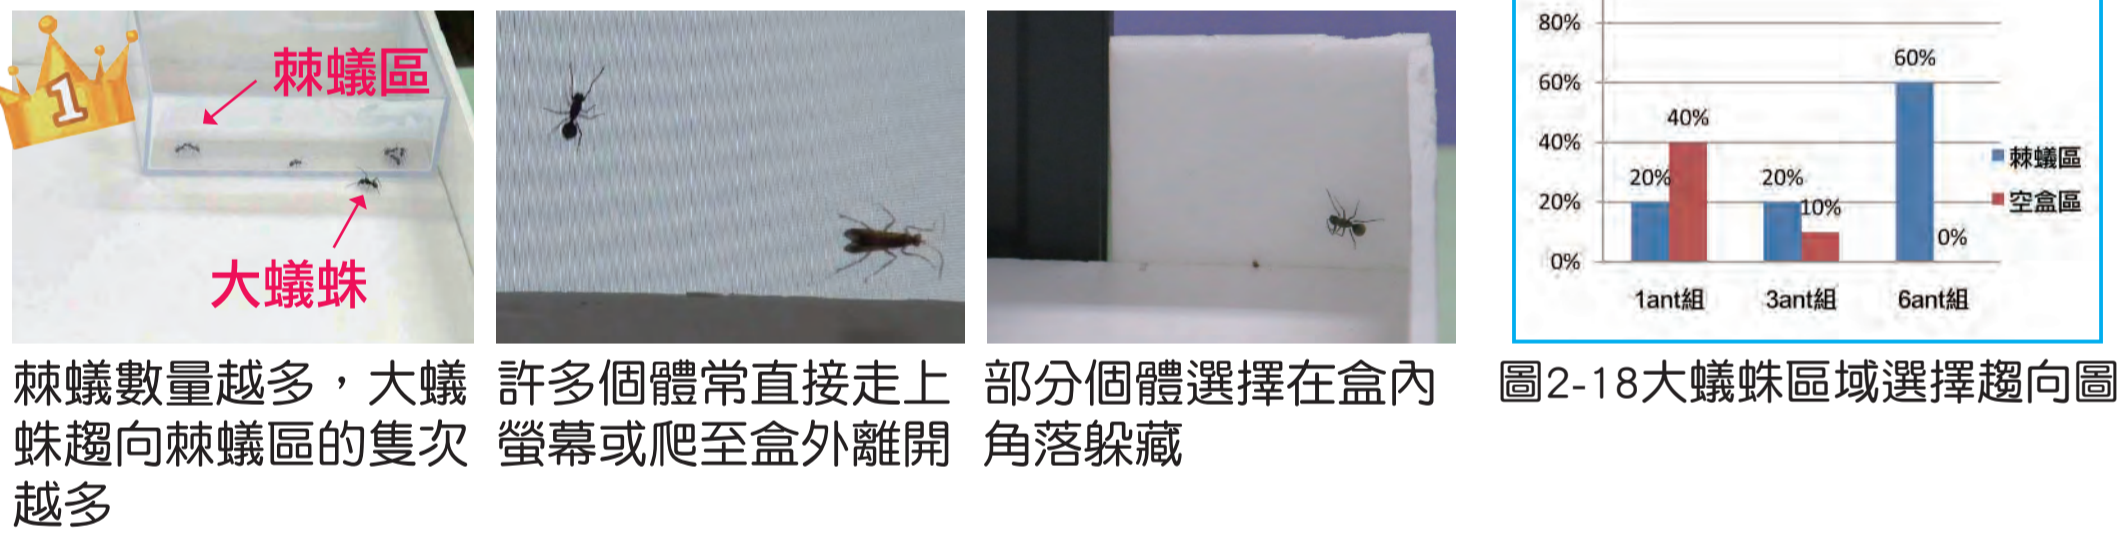 1
棘蟻區
大蟻蛛
棘蟻數量越多，大蟻
蛛趨向棘蟻區的隻次
越多
許多個體常直接走上
螢幕或爬至盒外離開
部分個體選擇在盒內
角落躲藏
80%
60%
40%
20%
0%
20%
40%
20%
10%
60%
0%
1ant組
3ant組
6ant組
棘蟻區
空盒區
圖2-18大蟻蛛區域選擇趨向圖